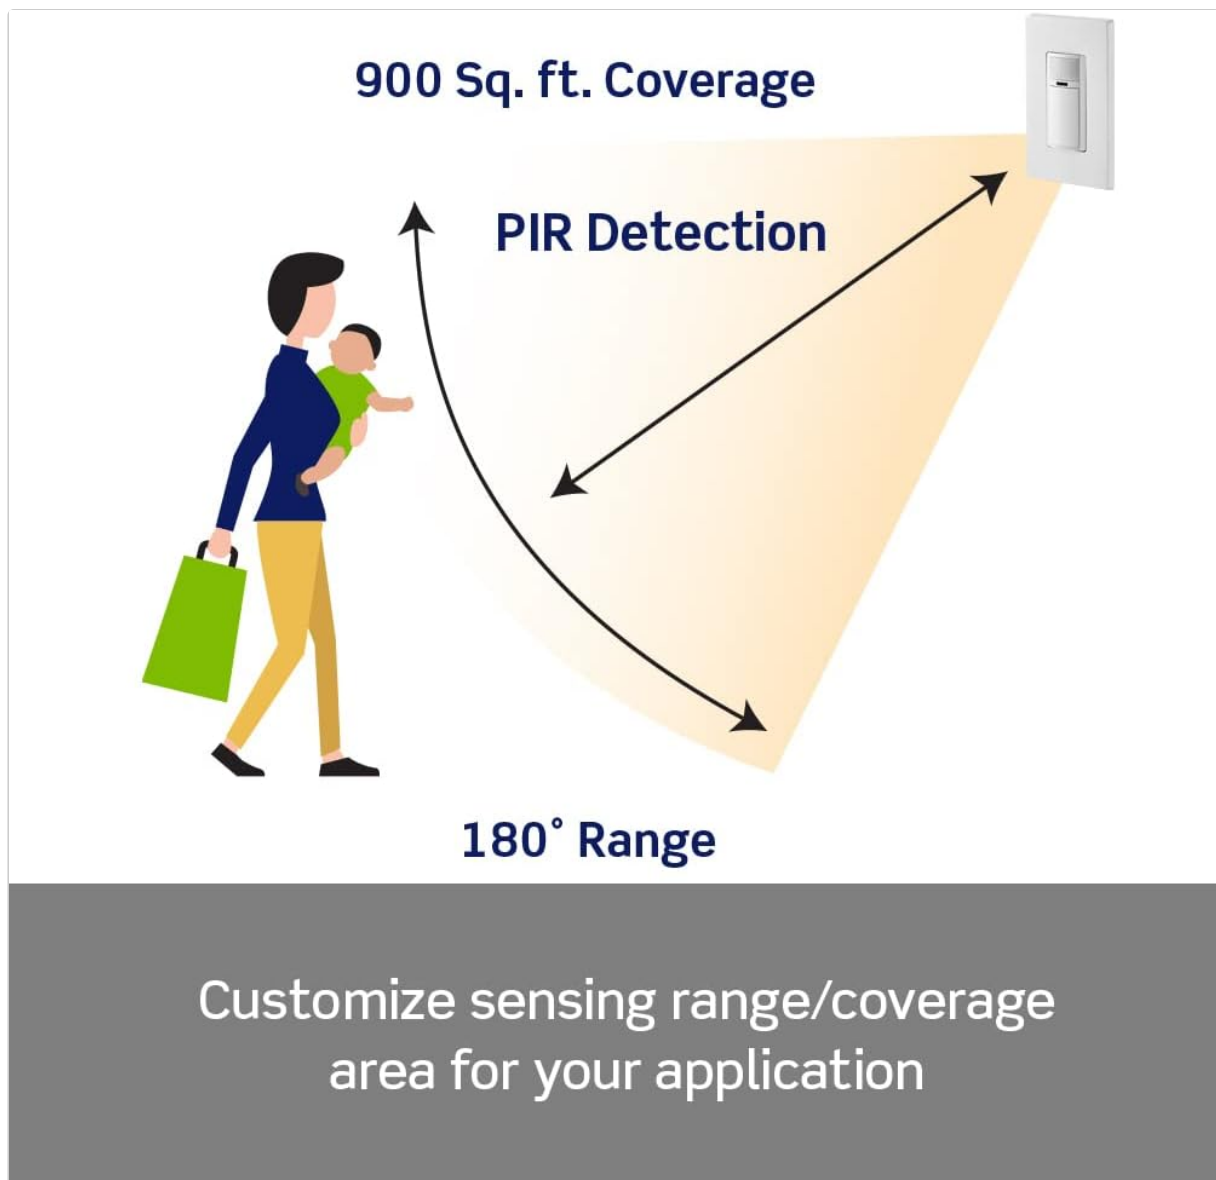 900 Sq. ft. Coverage
PIR Detection
180° Range
Customize sensing range/coverage
area for your application